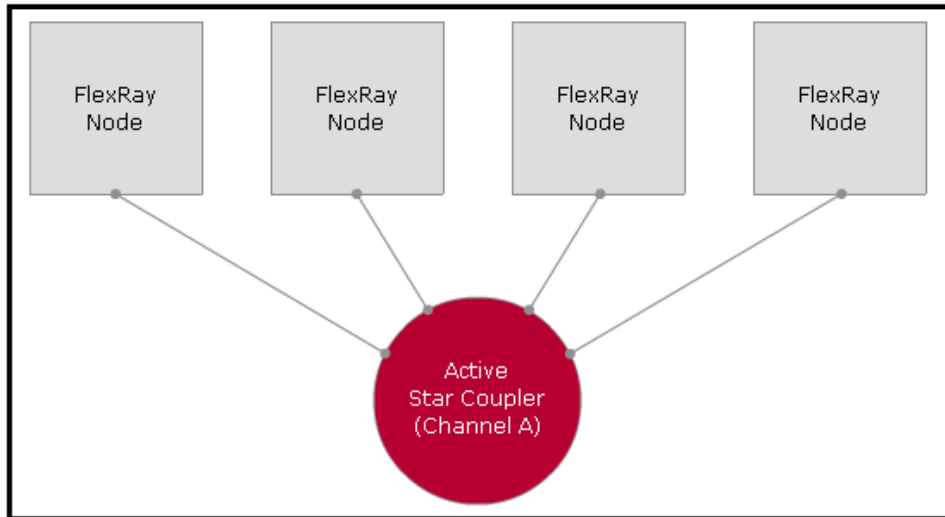 FlexRay
Node
FlexRay
Node
FlexRay
Node
FlexRay
Node
Active
Star Coupler
(Channel A)